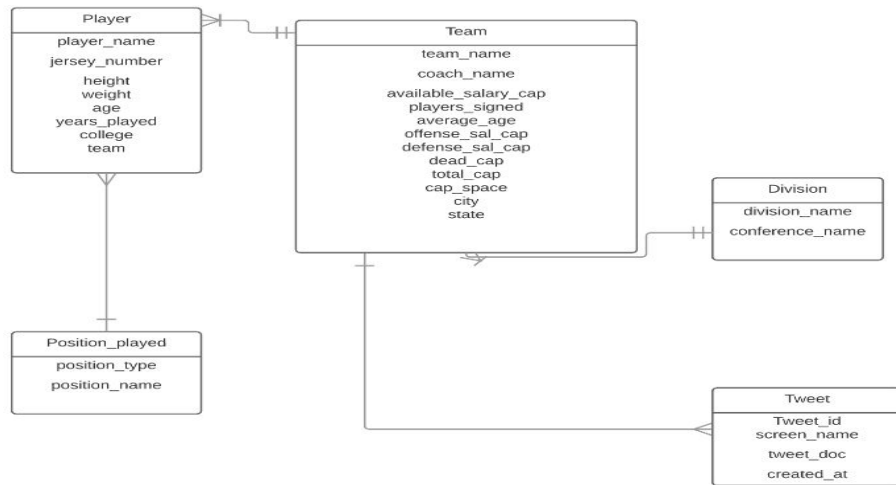 Player
player_name
jersey_number
height
weight
age
years_played
college
team
Team
team_name
coach_name
available_salary_cap
players_signed
average_age
offense_sal_cap
defense_sal_cap
dead_cap
total_cap
cap_space
city
state
Division
division_name
conference_name
Position_played
position_type
position_name
Tweet
Tweet_id
screen_name
tweet_doc
created_at